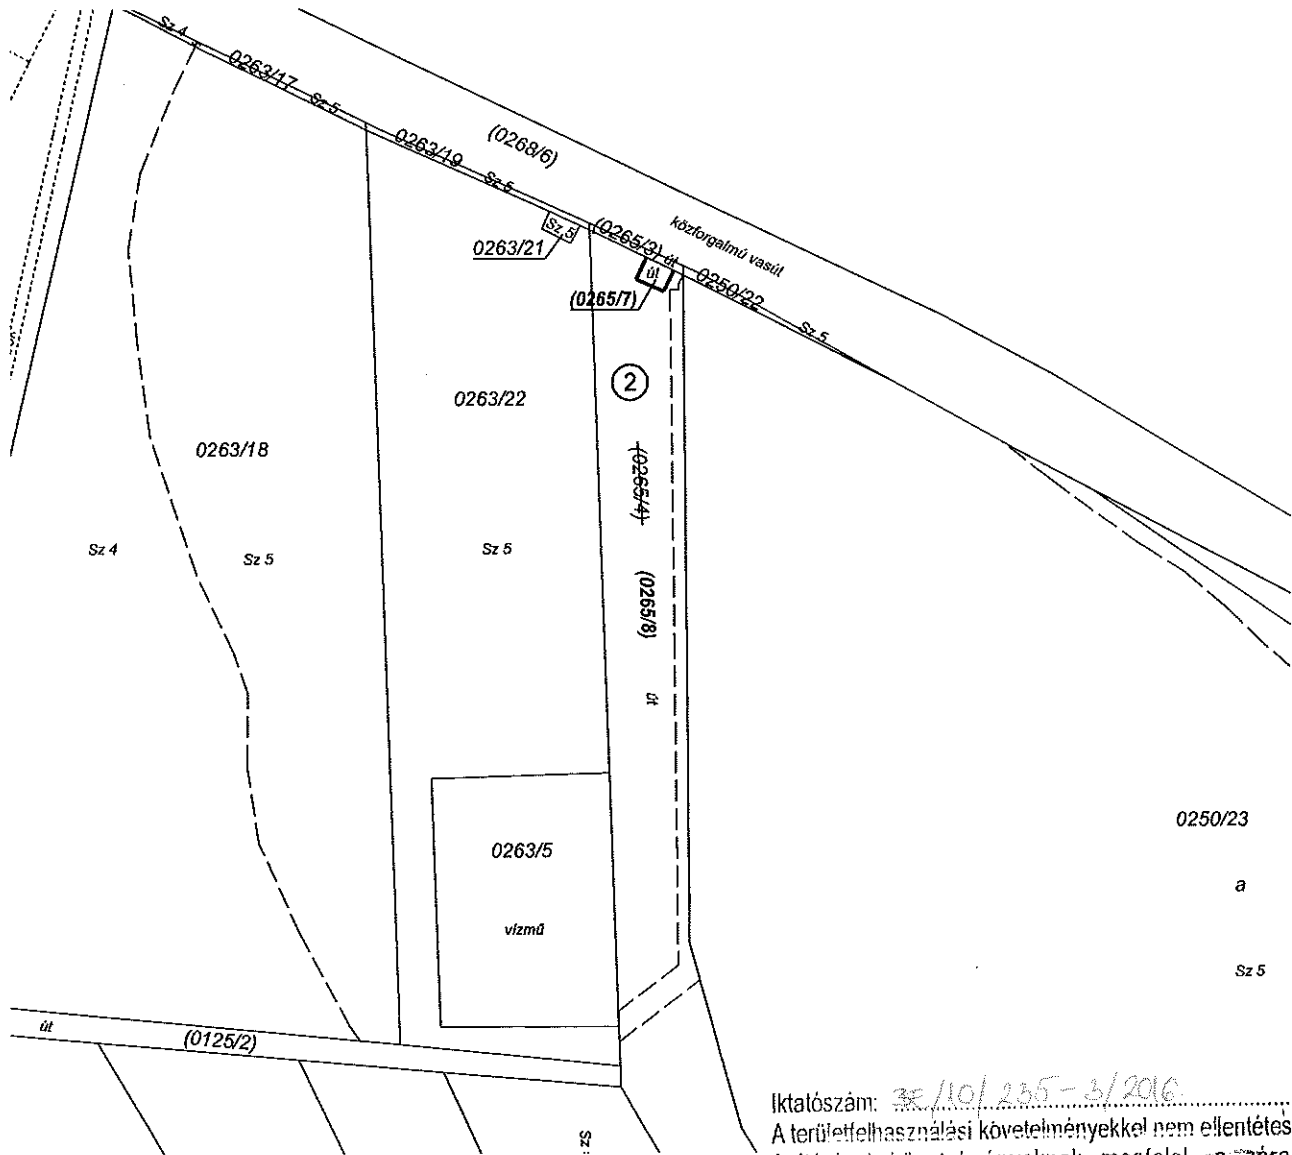 Sz 4
0263/17
Sz 5
0263/19
Sz 5
(0268/6)
közforgalmú vasút
Sz 5
0263/21
(0265/3) út
út
(0265/7)
0250/22
Sz 5
2
0263/22
0263/18
(0265/4)
Sz 4
Sz 5
Sz 5
(0265/8)
út
0263/5
vízmű
0250/23
a
Sz 5
út
(0125/2)
Sz
Iktatószám: 3E/10/235-3/2016
A területfelhasználási követelményekkel nem ellentétes